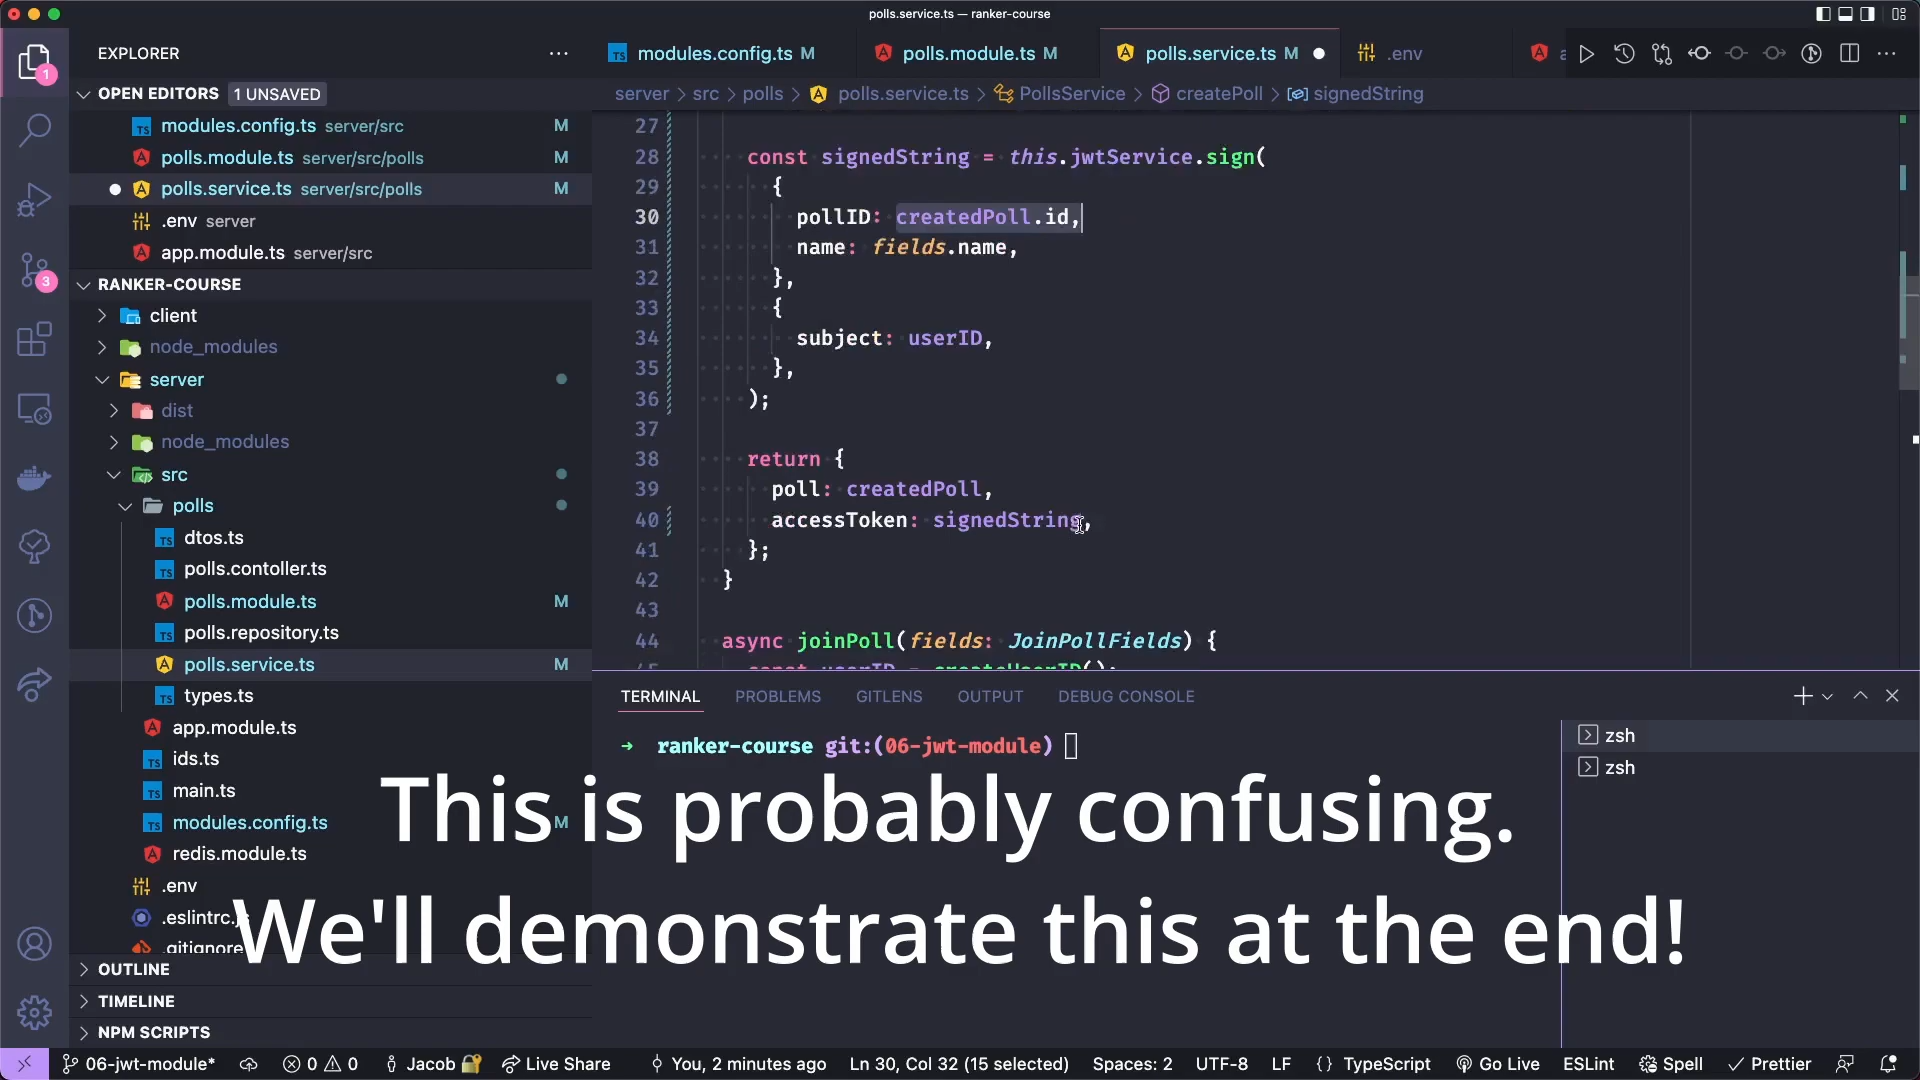 polls.service.ts — ranker-course
EXPLORER
modules.config.ts M
polls.module.ts M
polls.service.ts M
.env
OPEN EDITORS 1 UNSAVED
server > src > polls > polls.service.ts > PollsService > createPoll > signedString
modules.config.ts server/src M
polls.module.ts server/src/polls M
polls.service.ts server/src/polls M
.env server
app.module.ts server/src
RANKER-COURSE
client
node_modules
server
dist
node_modules
src
polls
dtos.ts
polls.contoller.ts
polls.module.ts M
polls.repository.ts
polls.service.ts M
types.ts
app.module.ts
ids.ts
main.ts
modules.config.ts M
redis.module.ts
.env
.eslintrc.js
.gitignore
OUTLINE
TIMELINE
NPM SCRIPTS
1
3
27
28 const signedString = this.jwtService.sign(
29 {
30 pollID: createdPoll.id,
31 name: fields.name,
32 },
33 {
34 subject: userID,
35 },
36 );
37
38 return {
39 poll: createdPoll,
40 accessToken: signedString,
41 };
42 }
43
44 async joinPoll(fields: JoinPollFields) {
45 const userID = createUserID();
TERMINAL PROBLEMS GITLENS OUTPUT DEBUG CONSOLE
→ ranker-course git:(06-jwt-module)
zsh
zsh
This is probably confusing.
We'll demonstrate this at the end!
06-jwt-module* 0 0 Jacob Live Share You, 2 minutes ago Ln 30, Col 32 (15 selected) Spaces: 2 UTF-8 LF {} TypeScript Go Live ESLint Spell Prettier